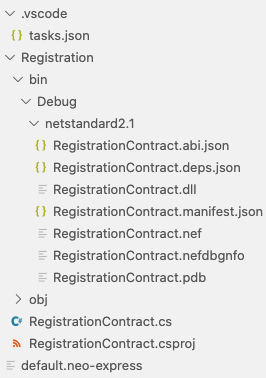 .vscode
tasks.json
Registration
bin
Debug
netstandard2.1
RegistrationContract.abi.json
RegistrationContract.deps.json
RegistrationContract.dll
RegistrationContract.manifest.json
RegistrationContract.nef
RegistrationContract.nefdbgnfo
RegistrationContract.pdb
obj
RegistrationContract.cs
RegistrationContract.csproj
default.neo-express